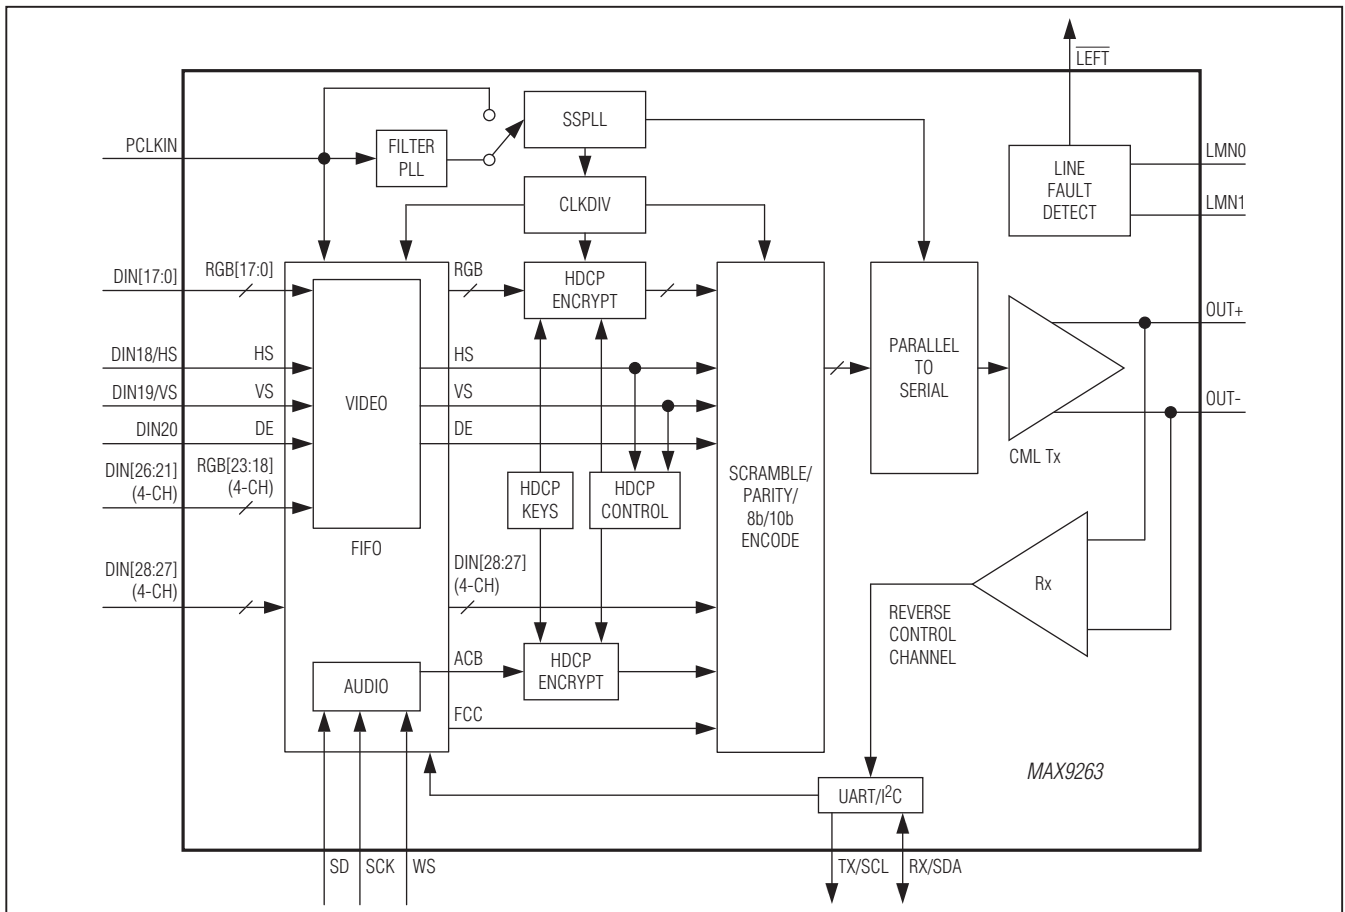 LEFT
PCLKIN
FILTER
PLL
SSPLL
CLKDIV
LINE
FAULT
DETECT
LMN0
LMN1
DIN[17:0]
RGB[17:0]
RGB
HDCP
ENCRYPT
DIN18/HS
HS
HS
DIN19/VS
VS
VS
DIN20
DE
DE
DIN[26:21]
(4-CH)
RGB[23:18]
(4-CH)
VIDEO
FIFO
HDCP
KEYS
HDCP
CONTROL
SCRAMBLE/
PARITY/
8b/10b
ENCODE
PARALLEL
TO
SERIAL
CML Tx
OUT+
OUT-
Rx
REVERSE
CONTROL
CHANNEL
DIN[28:27]
(4-CH)
DIN[28:27]
(4-CH)
AUDIO
ACB
HDCP
ENCRYPT
FCC
UART/I²C
MAX9263
SD
SCK
WS
TX/SCL
RX/SDA